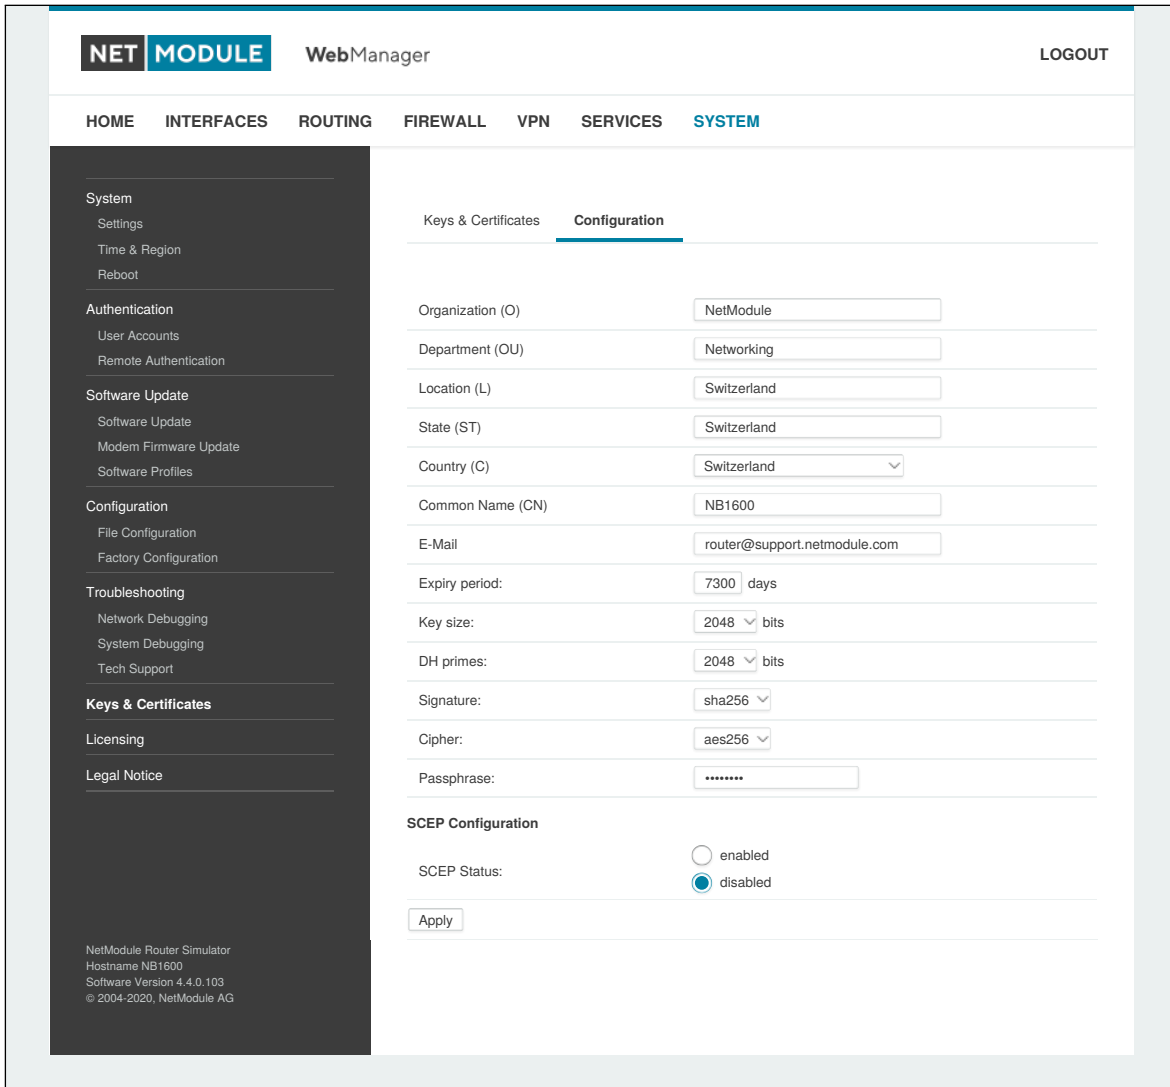 NET MODULE WebManager LOGOUT
HOME INTERFACES ROUTING FIREWALL VPN SERVICES SYSTEM
System
Settings
Time & Region
Reboot
Authentication
User Accounts
Remote Authentication
Software Update
Software Update
Modem Firmware Update
Software Profiles
Configuration
File Configuration
Factory Configuration
Troubleshooting
Network Debugging
System Debugging
Tech Support
Keys & Certificates
Licensing
Legal Notice
NetModule Router Simulator
Hostname NB1600
Software Version 4.4.0.103
© 2004-2020, NetModule AG
Keys & Certificates Configuration
Organization (O) NetModule
Department (OU) Networking
Location (L) Switzerland
State (ST) Switzerland
Country (C) Switzerland
Common Name (CN) NB1600
E-Mail router@support.netmodule.com
Expiry period: 7300 days
Key size: 2048 bits
DH primes: 2048 bits
Signature: sha256
Cipher: aes256
Passphrase: ••••••••
SCEP Configuration
SCEP Status: enabled
disabled
Apply